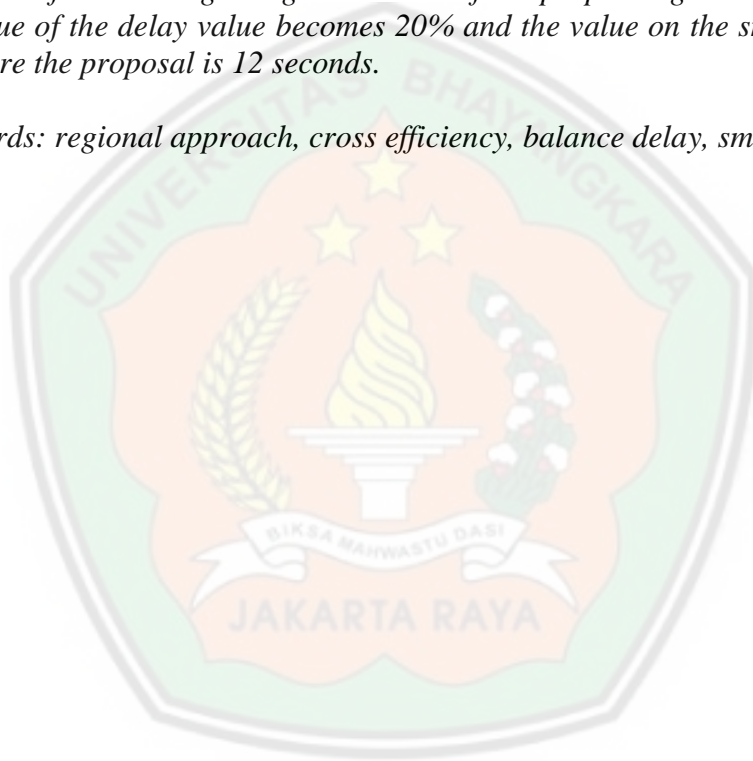 ue of the delay value becomes 20% and the value on the s
re the proposal is 12 seconds.
rds: regional approach, cross efficiency, balance delay, sm
UNIVERSITAS BHAYANGKARA
BIKSA MAHWASTU DASI
JAKARTA RAYA